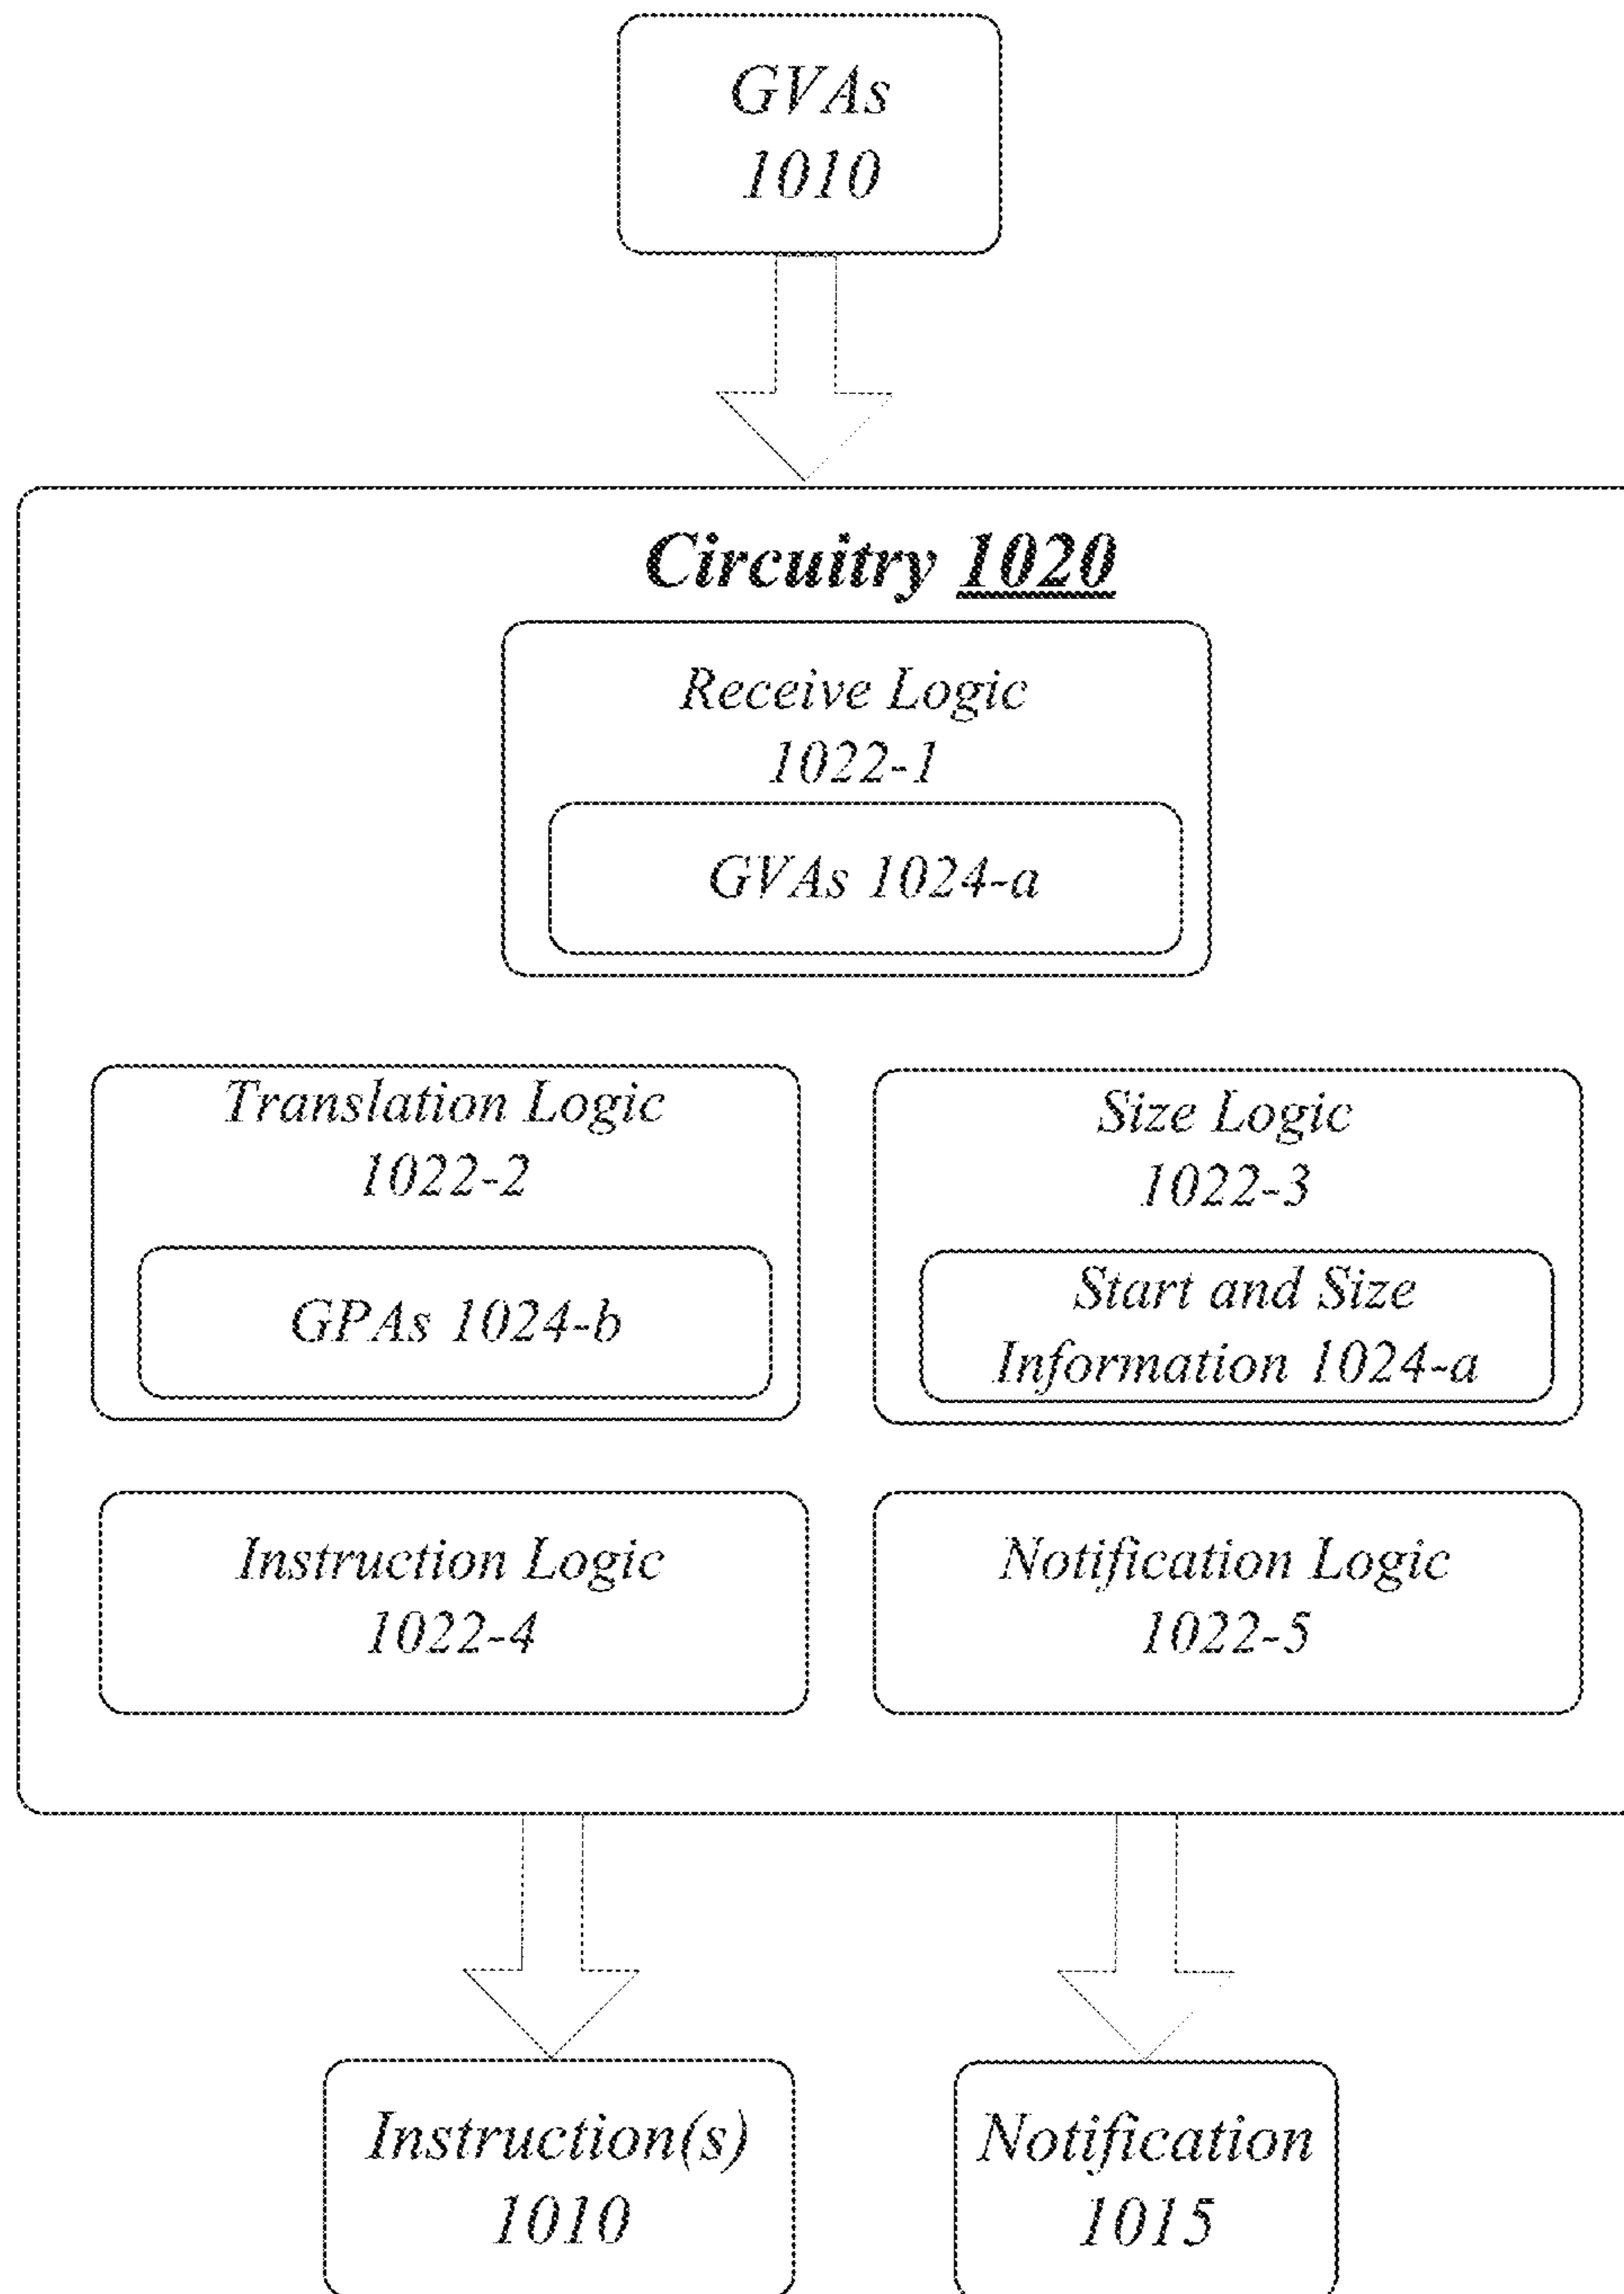 GVAs
1010
Circuitry 1020
Receive Logic
1022-1
GVAs 1024-a
Translation Logic
1022-2
GPAs 1024-b
Size Logic
1022-3
Start and Size
Information 1024-a
Instruction Logic
1022-4
Notification Logic
1022-5
Instruction(s)
1010
Notification
1015